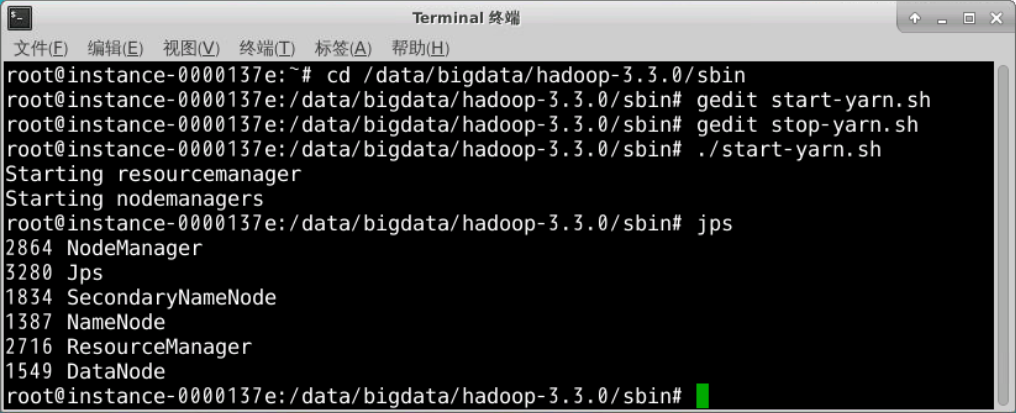 Terminal 终端
文件(F) 编辑(E) 视图(V) 终端(T) 标签(A) 帮助(H)
root@instance-0000137e:~# cd /data/bigdata/hadoop-3.3.0/sbin
root@instance-0000137e:/data/bigdata/hadoop-3.3.0/sbin# gedit start-yarn.sh
root@instance-0000137e:/data/bigdata/hadoop-3.3.0/sbin# gedit stop-yarn.sh
root@instance-0000137e:/data/bigdata/hadoop-3.3.0/sbin# ./start-yarn.sh
Starting resourcemanager
Starting nodemanagers
root@instance-0000137e:/data/bigdata/hadoop-3.3.0/sbin# jps
2864 NodeManager
3280 Jps
1834 SecondaryNameNode
1387 NameNode
2716 ResourceManager
1549 DataNode
root@instance-0000137e:/data/bigdata/hadoop-3.3.0/sbin#